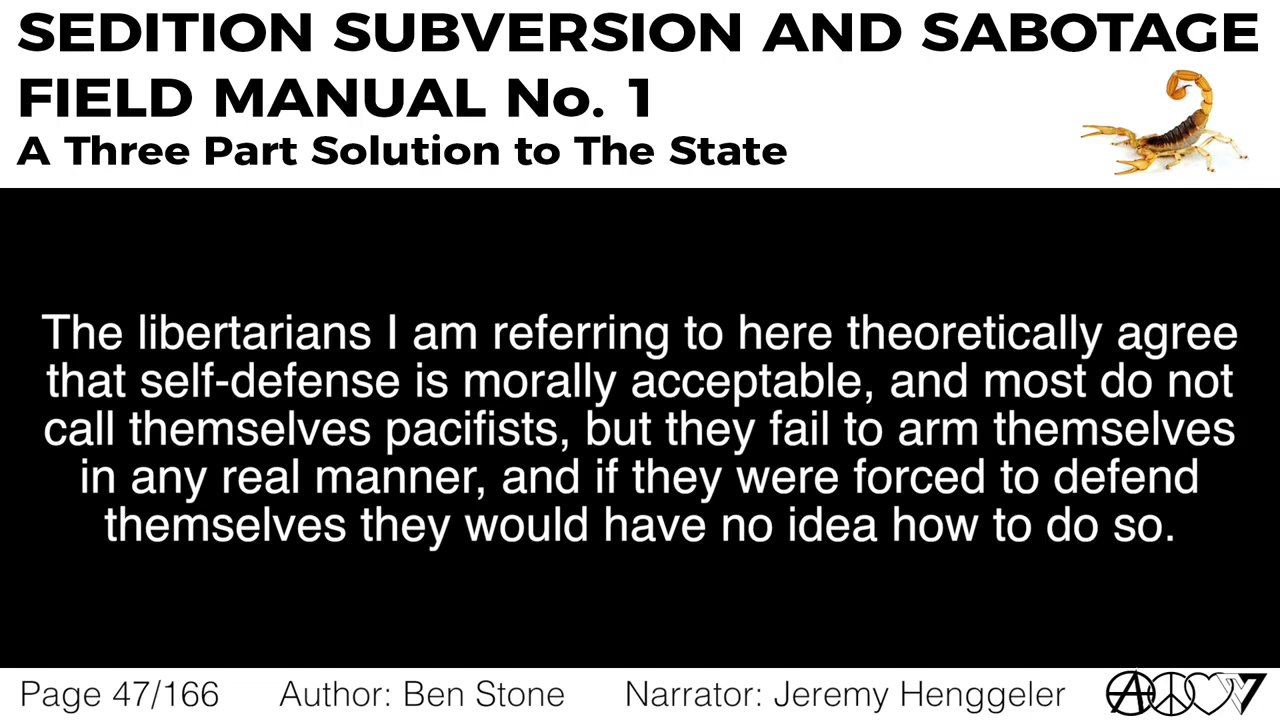 SEDITION SUBVERSION AND SABOTAGE
FIELD MANUAL No. 1
A Three Part Solution to The State
The libertarians I am referring to here theoretically agree
that self-defense is morally acceptable, and most do not
call themselves pacifists, but they fail to arm themselves
in any real manner, and if they were forced to defend
themselves they would have no idea how to do so.
Page 47/166 Author: Ben Stone Narrator: Jeremy Henggeler